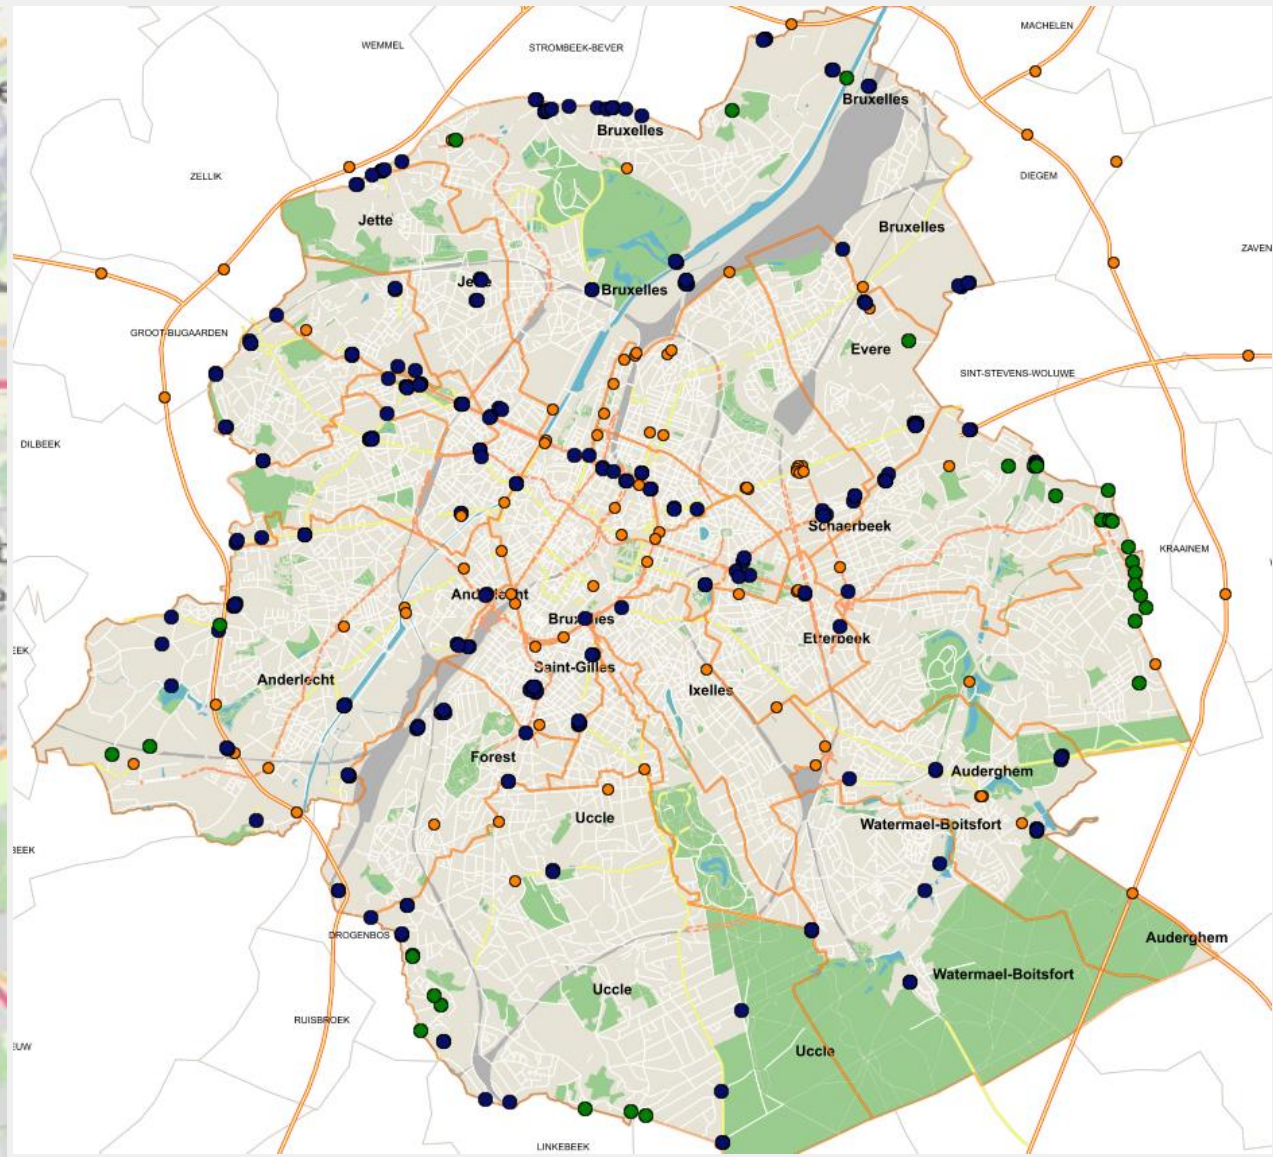 MACHELEN
WEMMEL
STROMBEEK-BEVER
Bruxelles
Bruxelles
ZELLIK
DIEGEM
Jette
Bruxelles
ZAVEN
Jette
Bruxelles
GROOT-BIJGAARDEN
Evere
SINT-STEVENS-WOLUWE
DILBEEK
Schaerbeek
KRAAINEM
Anderlecht
Bruxelles
Etterbeek
EEK
Saint-Gilles
Anderlecht
Ixelles
Forest
Auderghem
Uccle
Watermael-Boitsfort
BEEK
DROGENBOS
Auderghem
Watermael-Boitsfort
Uccle
RUISBROEK
EUW
Uccle
LINKEBEEK